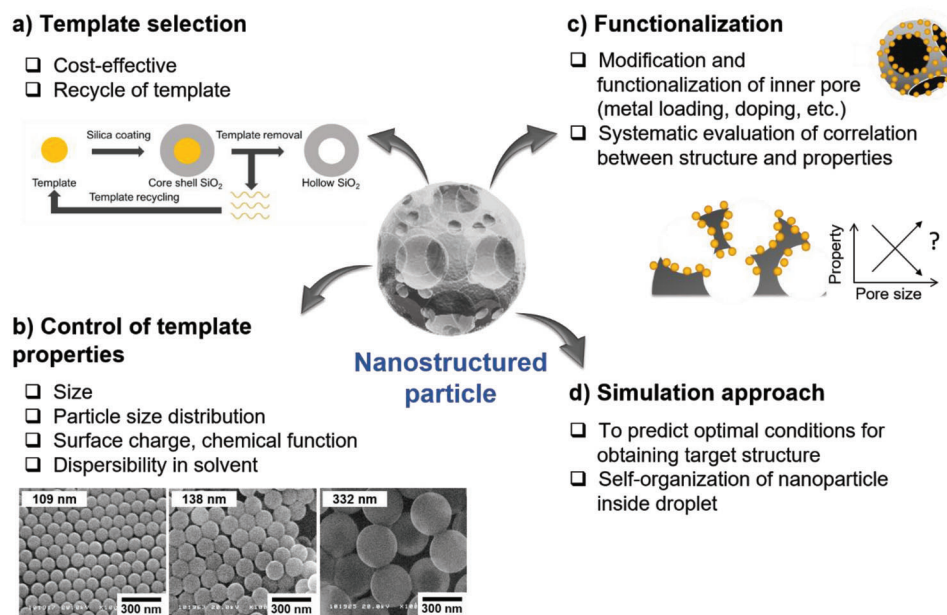 a) Template selection
❑ Cost-effective
❑ Recycle of template
Silica coating
Template removal
Template
Core shell SiO₂
Hollow SiO₂
Template recycling
b) Control of template
properties
❑ Size
❑ Particle size distribution
❑ Surface charge, chemical function
❑ Dispersibility in solvent
109 nm
300 nm
138 nm
300 nm
332 nm
300 nm
Nanostructured
particle
c) Functionalization
❑ Modification and
functionalization of inner pore
(metal loading, doping, etc.)
❑ Systematic evaluation of correlation
between structure and properties
Property
?
Pore size
d) Simulation approach
❑ To predict optimal conditions for
obtaining target structure
❑ Self-organization of nanoparticle
inside droplet